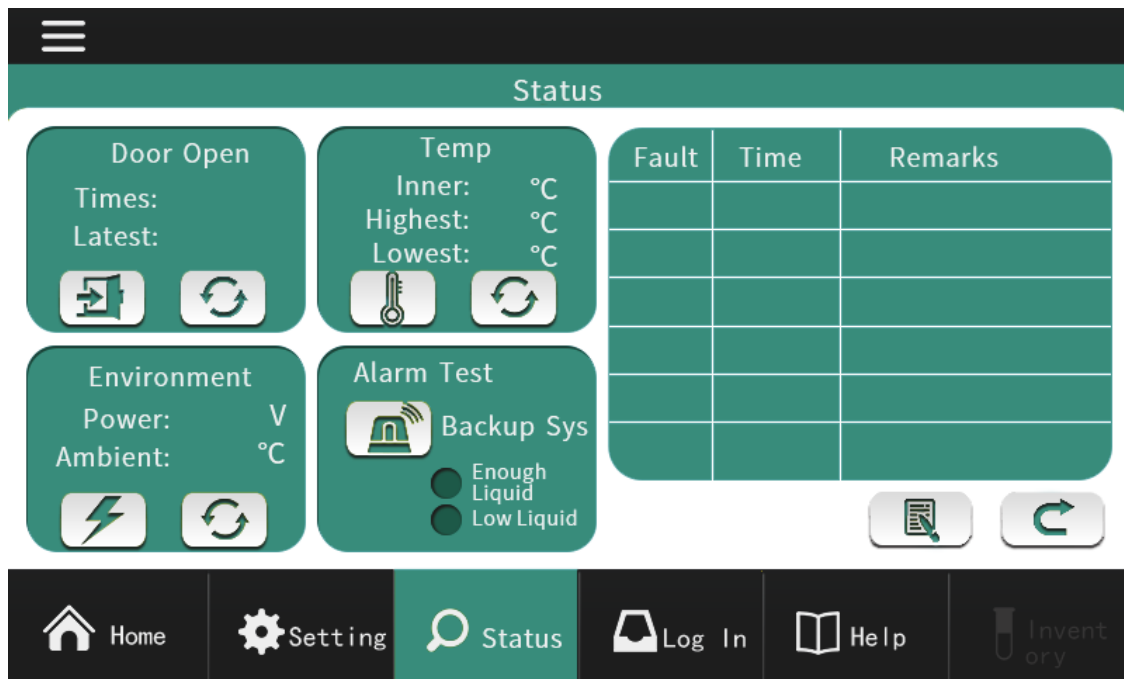 Status
Door Open
Times:
Latest:
Temp
Inner: °C
Highest: °C
Lowest: °C
Fault Time Remarks
Environment
Power: V
Ambient: °C
Alarm Test
Backup Sys
Enough
Liquid
Low Liquid
Home
Setting
Status
Log In
Help
Invent
ory